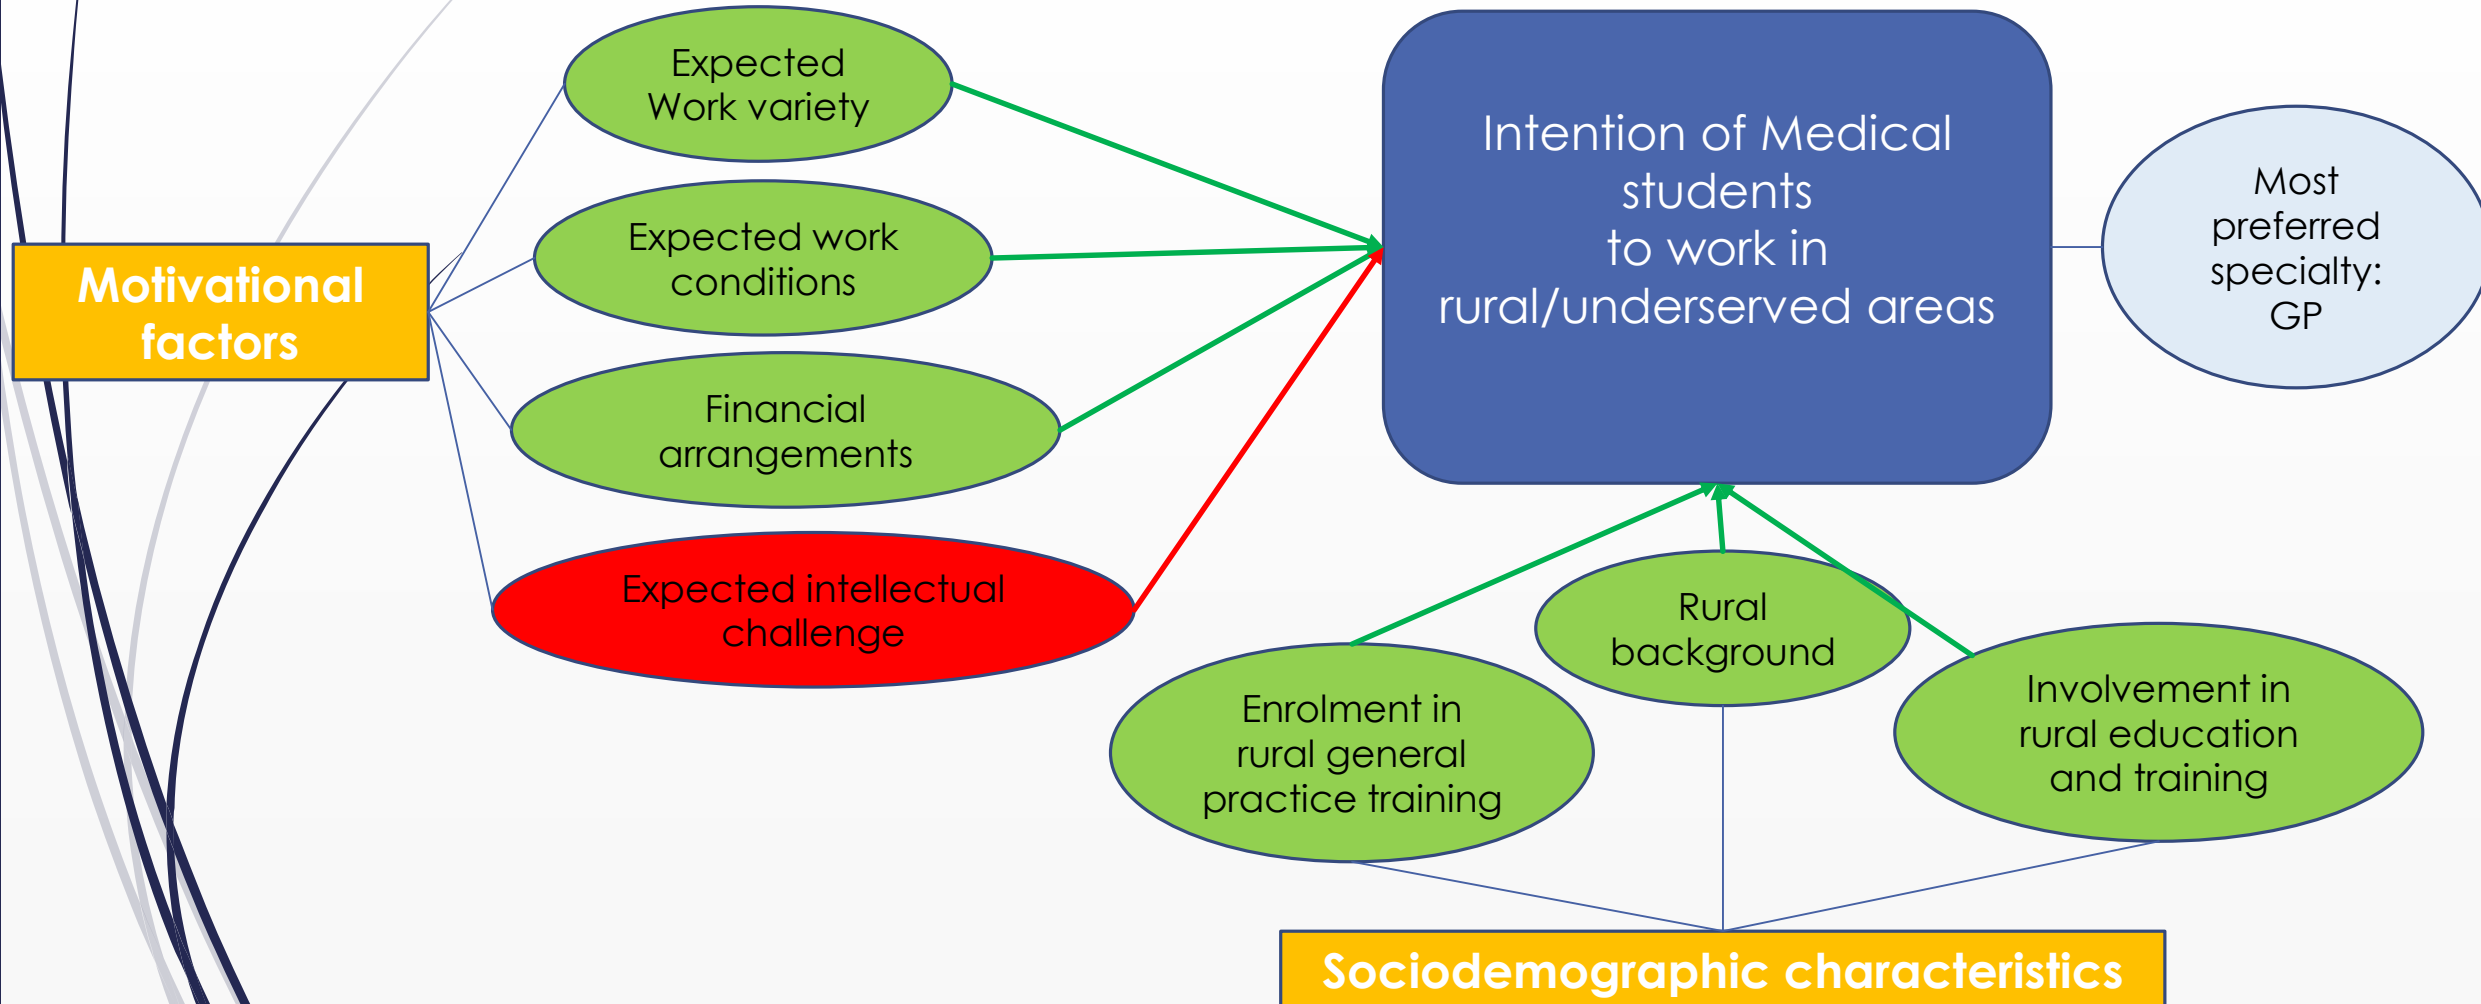 Expected
Work variety
Expected work
conditions
Financial
arrangements
Expected intellectual
challenge
Motivational
factors
Intention of Medical
students
to work in
rural/underserved areas
Most
preferred
specialty:
GP
Rural
background
Enrolment in
rural general
practice training
Involvement in
rural education
and training
Sociodemographic characteristics